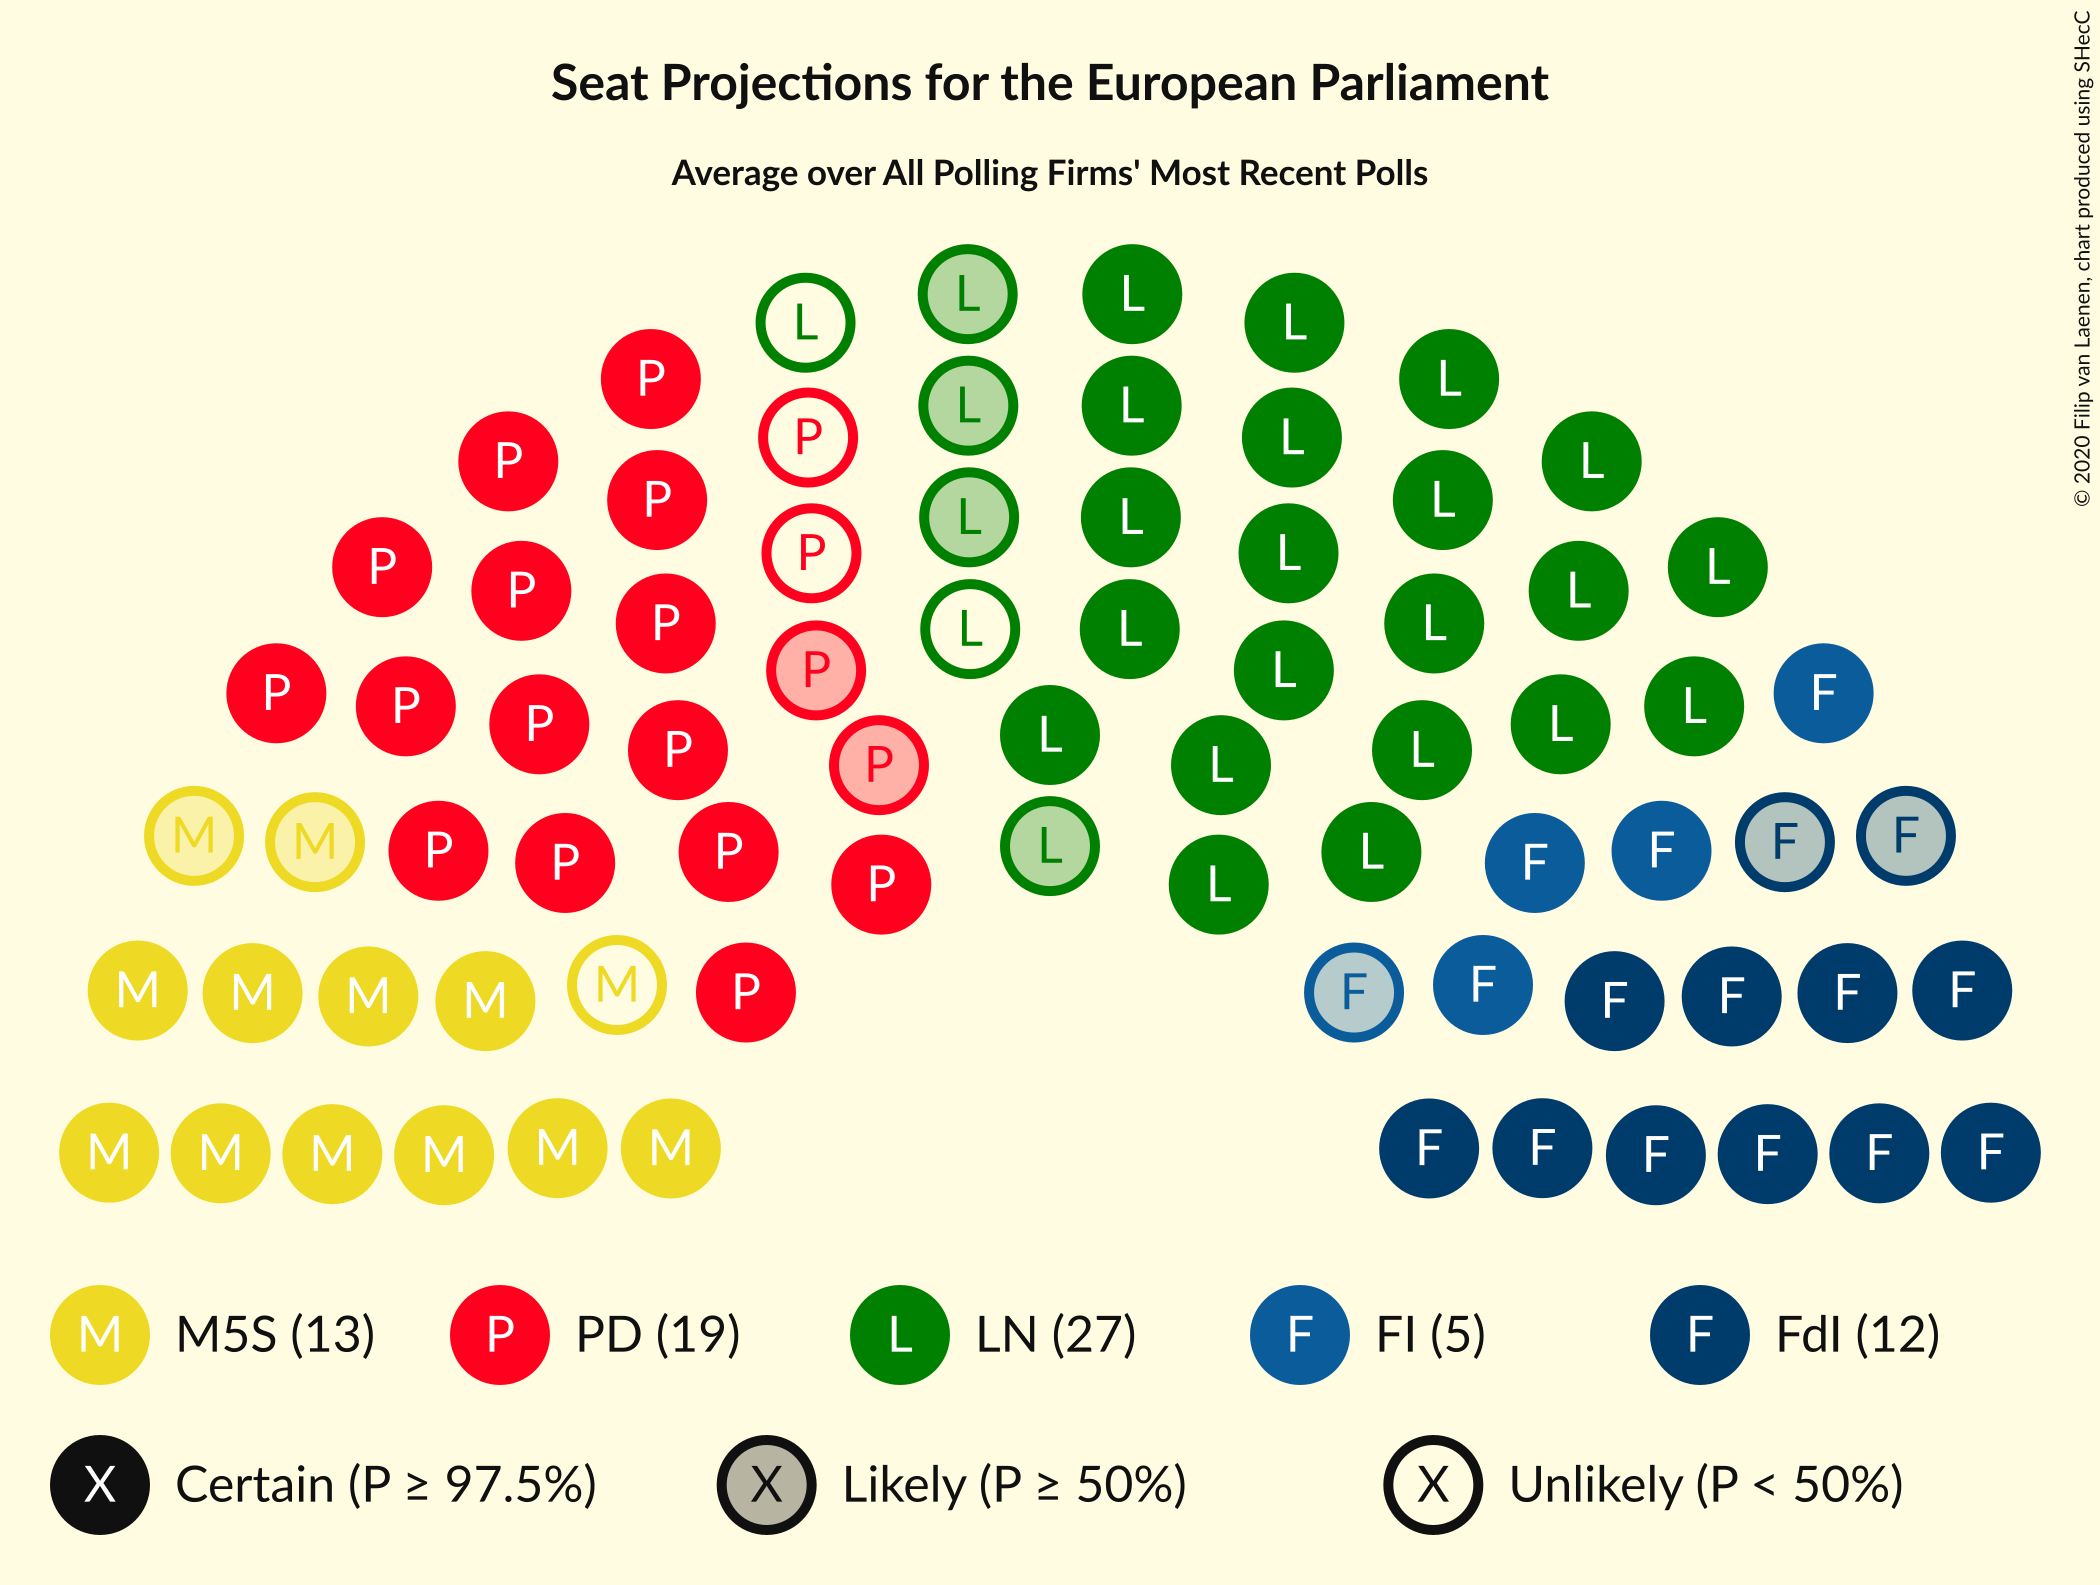 Seat Projections for the European Parliament
Average over All Polling Firms' Most Recent Polls
© 2020 Filip van Laenen, chart produced using SHecC
L L L L
P L
P P L
P P L L L L
P L
P P L L L
P L
P P L
P L L L
P P L
P P L F
P P L L
P L L
P L
M M P P P P L L L F F F F
M M M M M P F F F F F F
M M M M M M F F F F F F
M M5S (13) P PD (19) L LN (27) F FI (5) F FdI (12)
X Certain (P ≥ 97.5%) X Likely (P ≥ 50%) X Unlikely (P < 50%)